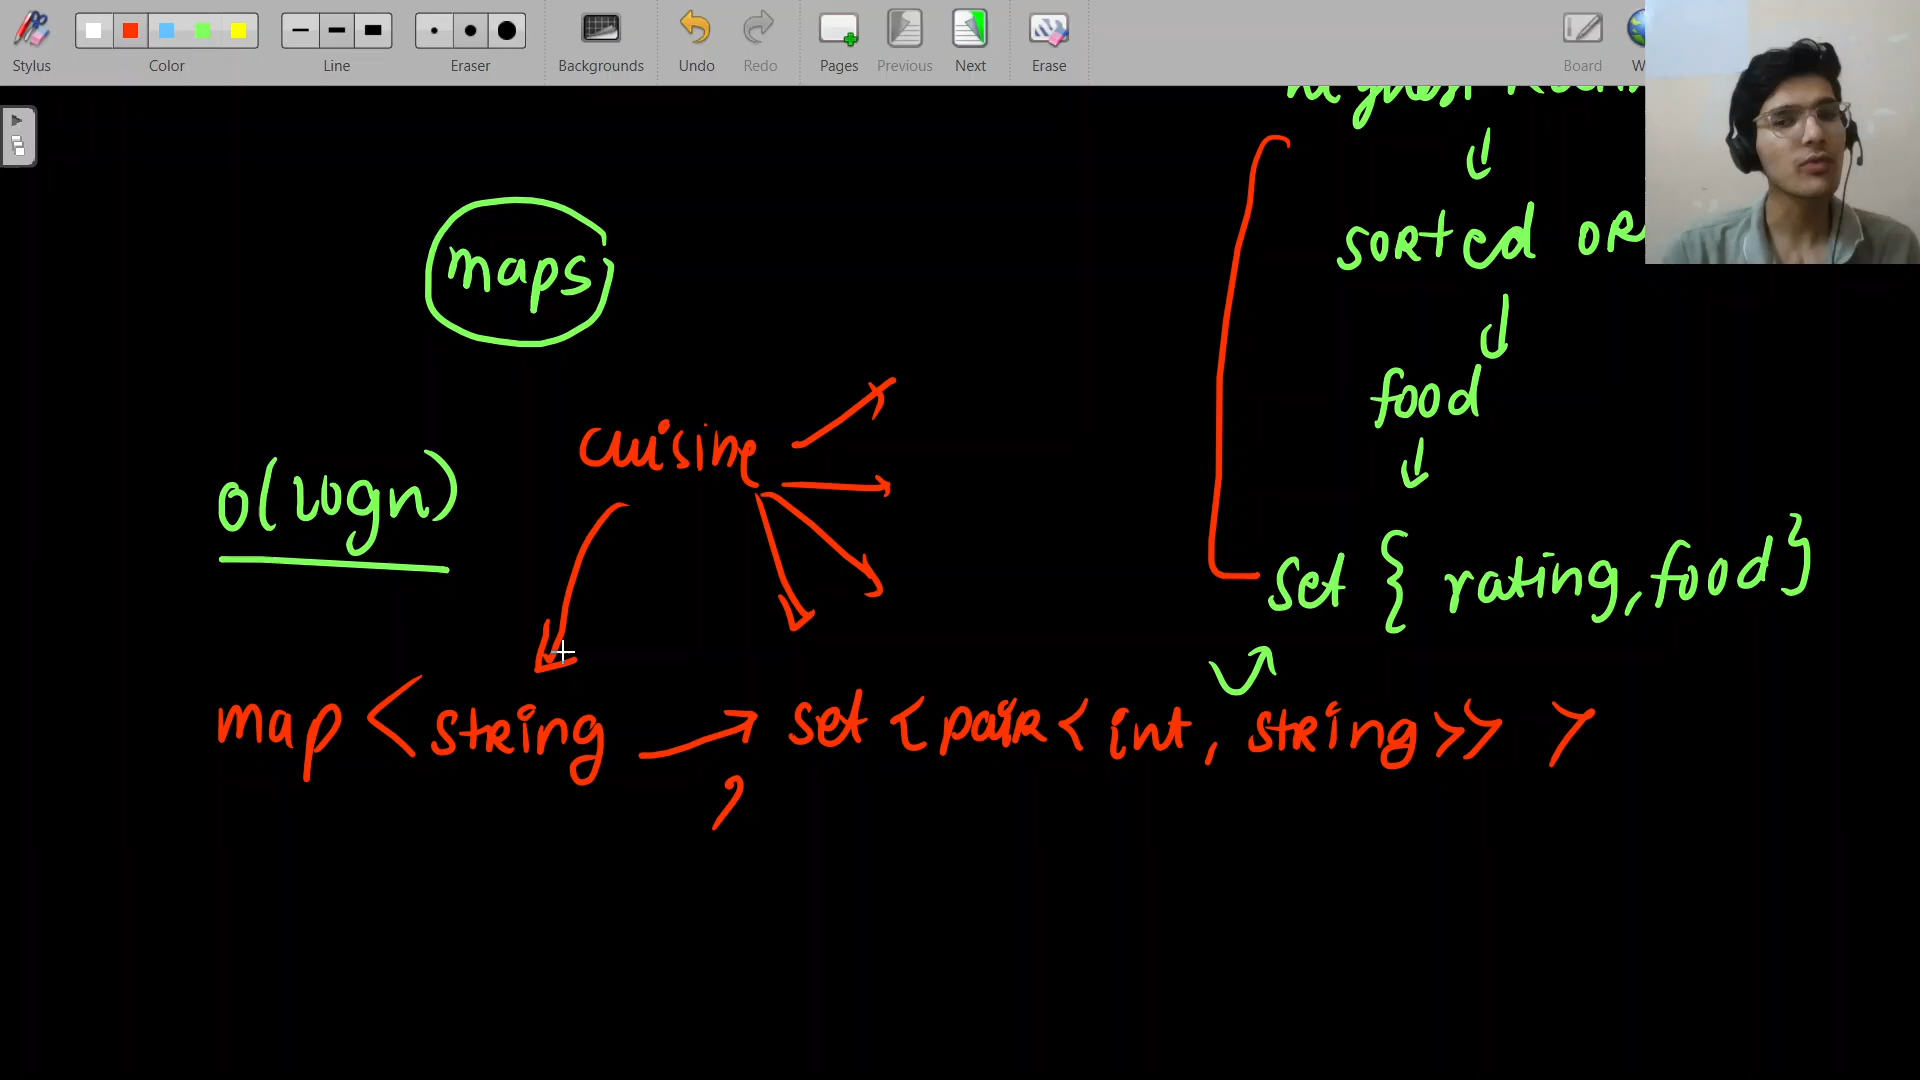 Stylus Color Line Eraser Backgrounds Undo Redo Pages Previous Next Erase Board
highest
sorted
maps
food
cuisine
O(logn)
set { rating, food}
map < string , set < pair < int, string >> >